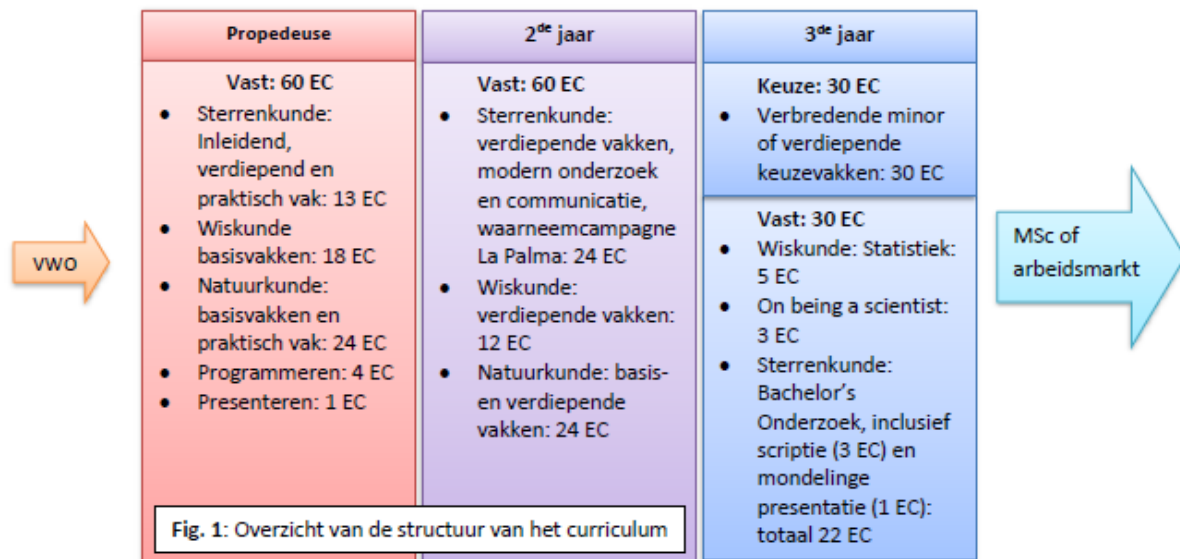 vwo
Propedeuse
Vast: 60 EC
• Sterrenkunde:
Inleidend,
verdiepend en
praktisch vak: 13 EC
• Wiskunde
basisvakken: 18 EC
• Natuurkunde:
basisvakken en
praktisch vak: 24 EC
• Programmeren: 4 EC
• Presenteren: 1 EC
2de jaar
Vast: 60 EC
• Sterrenkunde:
verdiepende vakken,
modern onderzoek
en communicatie,
waarneemcampagne
La Palma: 24 EC
• Wiskunde:
verdiepende vakken:
12 EC
• Natuurkunde: basis-
en verdiepende
vakken: 24 EC
3de jaar
Keuze: 30 EC
• Verbredende minor
of verdiepende
keuzevakken: 30 EC
Vast: 30 EC
• Wiskunde: Statistiek:
5 EC
• On being a scientist:
3 EC
• Sterrenkunde:
Bachelor's
Onderzoek, inclusief
scriptie (3 EC) en
mondelinge
presentatie (1 EC):
totaal 22 EC
MSc of
arbeidsmarkt
Fig. 1: Overzicht van de structuur van het curriculum